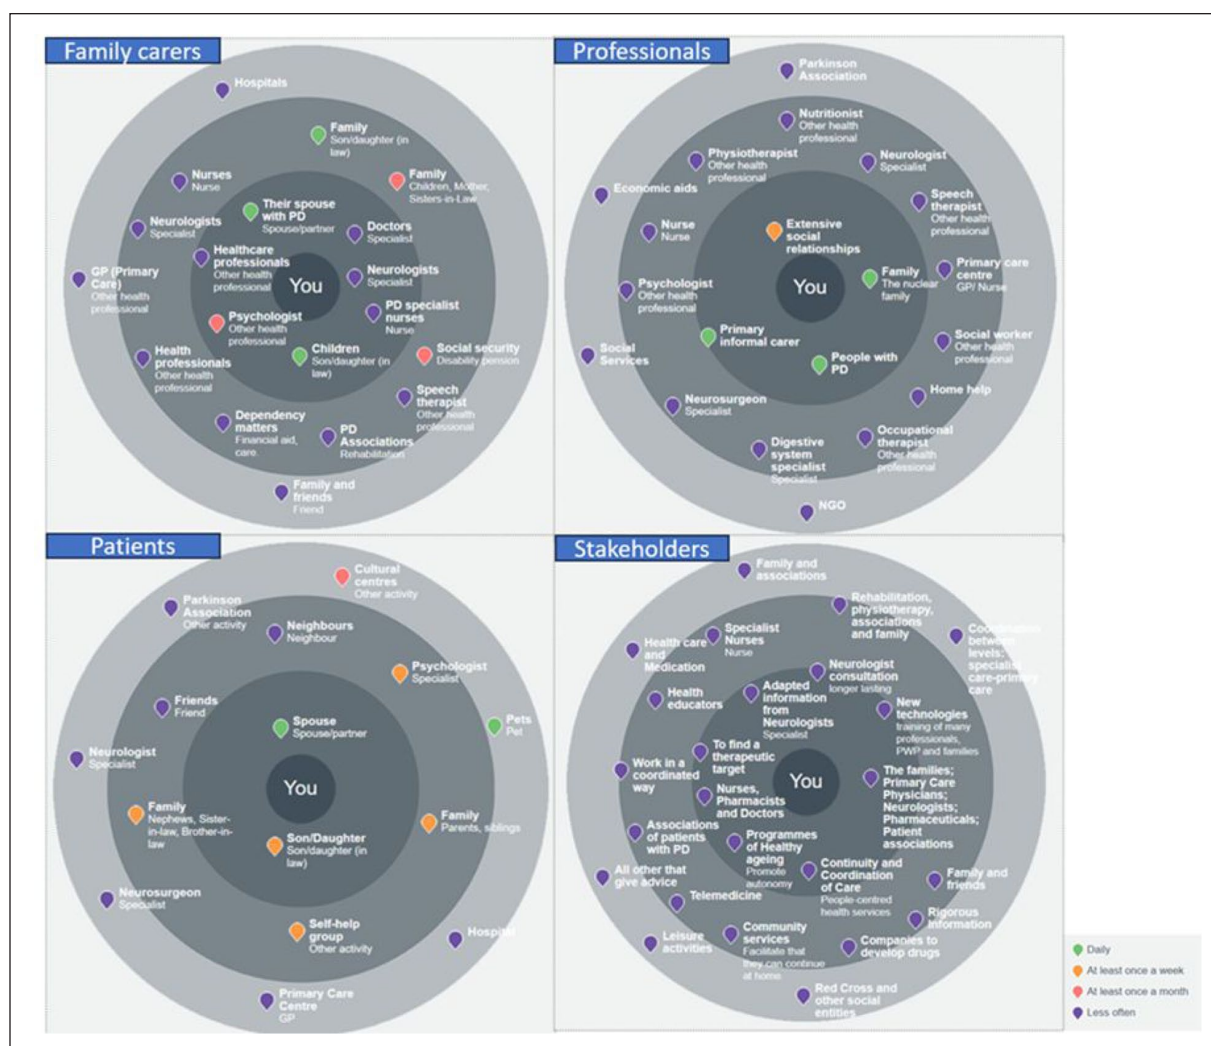 Family carers
Hospitals
Family
Son/daughter (in
law)
Family
Children, Mother,
Sisters-in-Law
Nurses
Nurse
Their spouse
with PD
Spouse/partner
Neurologists
Specialist
Doctors
Specialist
Healthcare
professionals
Other health
professional
GP (Primary
Care)
Other health
professional
Neurologists
Specialist
You
PD specialist
nurses
Nurse
Psychologist
Other health
professional
Health
professionals
Other health
professional
Children
Son/daughter (in
law)
Social security
Disability pension
Speech
therapist
Other health
professional
Dependency
matters
Financial aid,
care.
PD
Associations
Rehabilitation
Family and
friends
Friend
Professionals
Parkinson
Association
Nutritionist
Other health
professional
Physiotherapist
Other health
professional
Neurologist
Specialist
Economic aids
Speech
therapist
Other health
professional
Nurse
Nurse
Extensive
social
relationships
Primary care
centre
GP/ Nurse
Family
The nuclear
family
Psychologist
Other health
professional
You
Primary
informal carer
Social worker
Other health
professional
Social
Services
People with
PD
Home help
Neurosurgeon
Specialist
Occupational
therapist
Other health
professional
Digestive
system
specialist
Specialist
NGO
Patients
Cultural
centres
Other activity
Parkinson
Association
Other activity
Neighbours
Neighbour
Psychologist
Specialist
Friends
Friend
Spouse
Spouse/partner
Pets
Pet
Neurologist
Specialist
You
Family
Nephews, Sister-
in-law, Brother-in-
law
Family
Parents, siblings
Son/Daughter
Son/daughter (in
law)
Neurosurgeon
Specialist
Self-help
group
Other activity
Hospital
Primary Care
Centre
GP
Stakeholders
Family and
associations
Rehabilitation,
physiotherapy,
associations
and family
Specialist
Nurses
Nurse
Health care
and
Medication
Coordination
between
levels:
specialist
care-primary
care
Neurologist
consultation
longer lasting
Health
educators
Adapted
information
from
Neurologists
Specialist
New
technologies
training of many
professionals,
PWP and families
To find a
therapeutic
target
Work in a
coordinated
way
You
The families;
Primary Care
Physicians;
Neurologists;
Pharmaceuticals;
Patient
associations
Nurses,
Pharmacists
and Doctors
Associations
of patients
with PD
Programmes
of Healthy
ageing
Promote
autonomy
Continuity and
Coordination
of Care
People-centred
health services
All other that
give advice
Family and
friends
Telemedicine
Rigorous
Information
Leisure
activities
Community
services
Facilitate that
they can continue
at home.
Companies to
develop drugs
Red Cross and
other social
entities
Daily
At least once a week
At least once a month
Less often